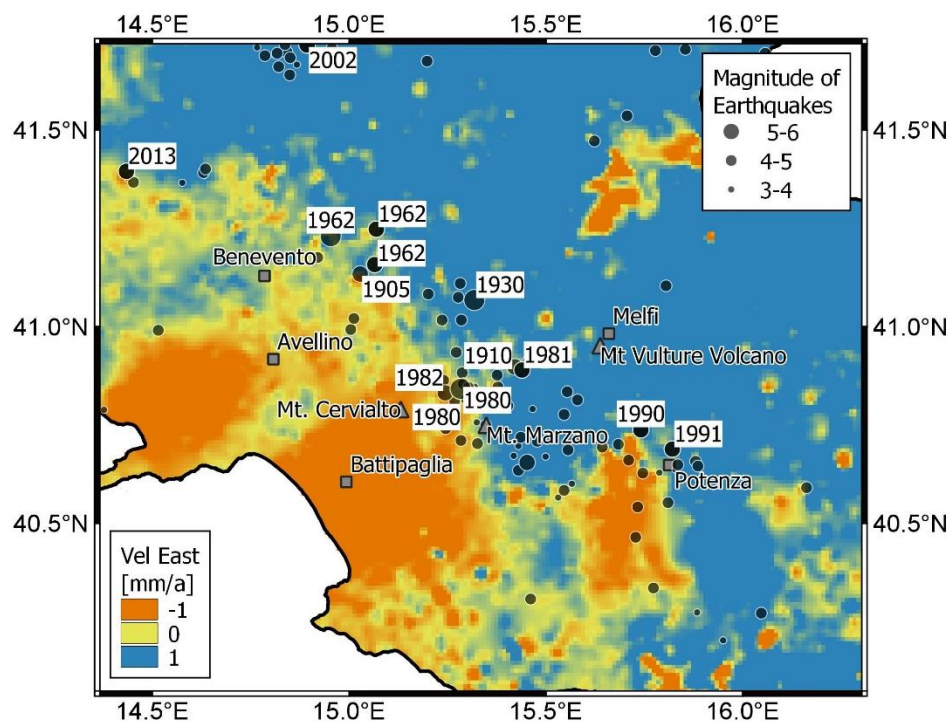 14.5°E 15.0°E 15.5°E 16.0°E
2002
Magnitude of
Earthquakes
5-6
4-5
3-4
41.5°N 41.5°N
2013
1962
1962
1962
Benevento
1905
1930
41.0°N 41.0°N
Melfi
Avellino
Mt Vulture Volcano
1910
1981
1982
1980
Mt. Cervialto
1980
Mt. Marzano
1990
1991
Battipaglia
Potenza
40.5°N 40.5°N
Vel East
[mm/a]
-1
0
1
14.5°E 15.0°E 15.5°E 16.0°E